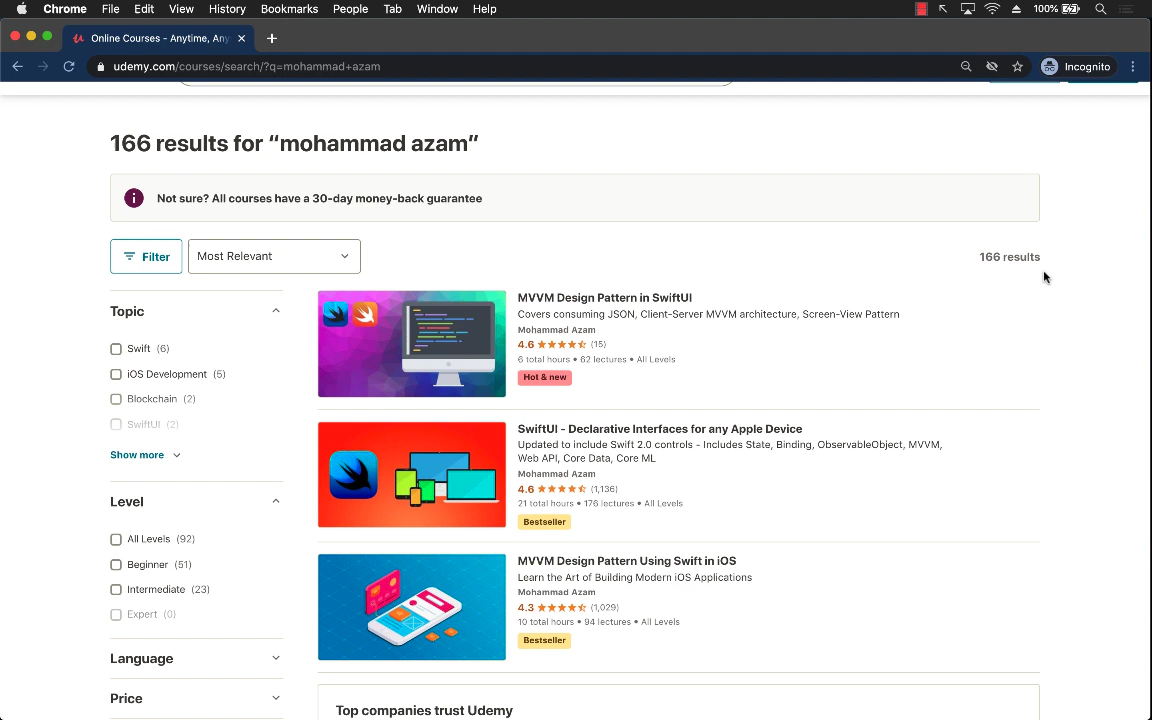 Chrome File Edit View History Bookmarks People Tab Window Help 100%
Online Courses - Anytime, Any
udemy.com/courses/search/?q=mohammad+azam
Incognito
166 results for “mohammad azam”
Not sure? All courses have a 30-day money-back guarantee
Filter
Most Relevant
166 results
Topic
Swift (6)
iOS Development (5)
Blockchain (2)
SwiftUI (2)
Show more
Level
All Levels (92)
Beginner (51)
Intermediate (23)
Expert (0)
Language
Price
MVVM Design Pattern in SwiftUI
Covers consuming JSON, Client-Server MVVM architecture, Screen-View Pattern
Mohammad Azam
4.6 (15)
6 total hours • 62 lectures • All Levels
Hot & new
SwiftUI - Declarative Interfaces for any Apple Device
Updated to include Swift 2.0 controls - Includes State, Binding, ObservableObject, MVVM,
Web API, Core Data, Core ML
Mohammad Azam
4.6 (1,136)
21 total hours • 176 lectures • All Levels
Bestseller
MVVM Design Pattern Using Swift in iOS
Learn the Art of Building Modern iOS Applications
Mohammad Azam
4.3 (1,029)
10 total hours • 94 lectures • All Levels
Bestseller
Top companies trust Udemy